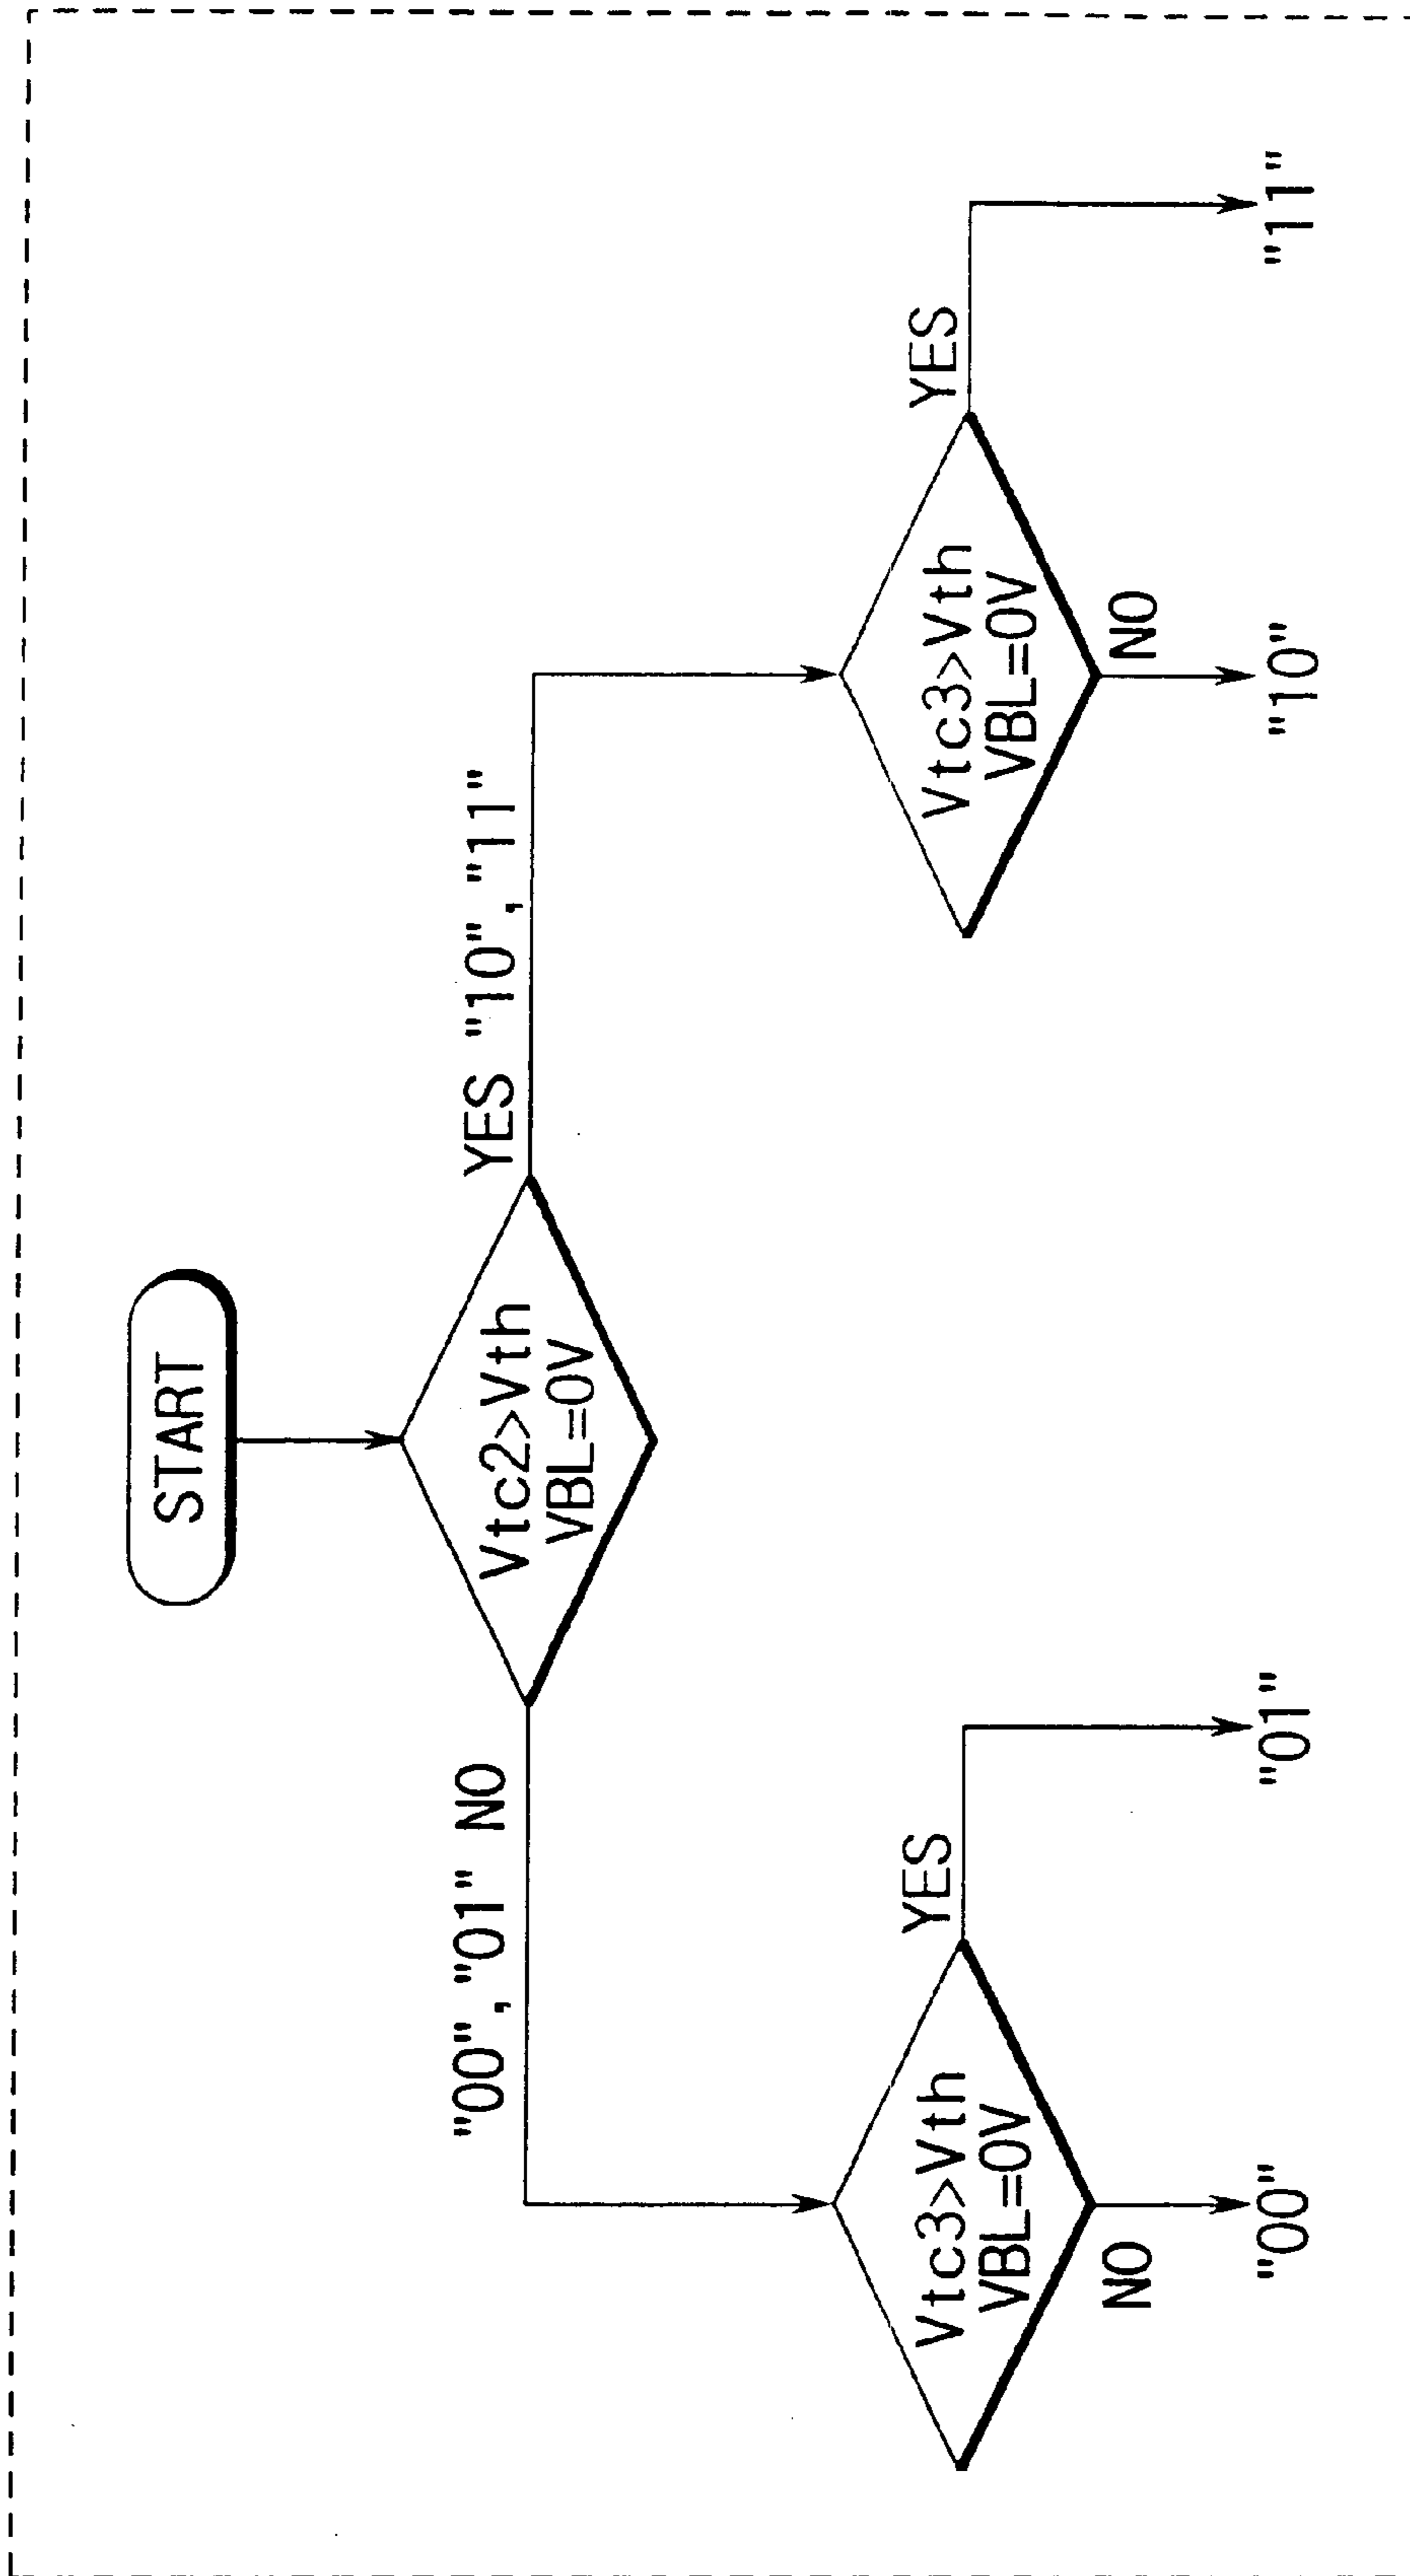 START
Vtc2>Vth
VBL=0V
"00","01" NO
YES "10","11"
Vtc3>Vth
VBL=0V
YES
NO
"00"
"01"
Vtc3>Vth
VBL=0V
YES
NO
"10"
"11"